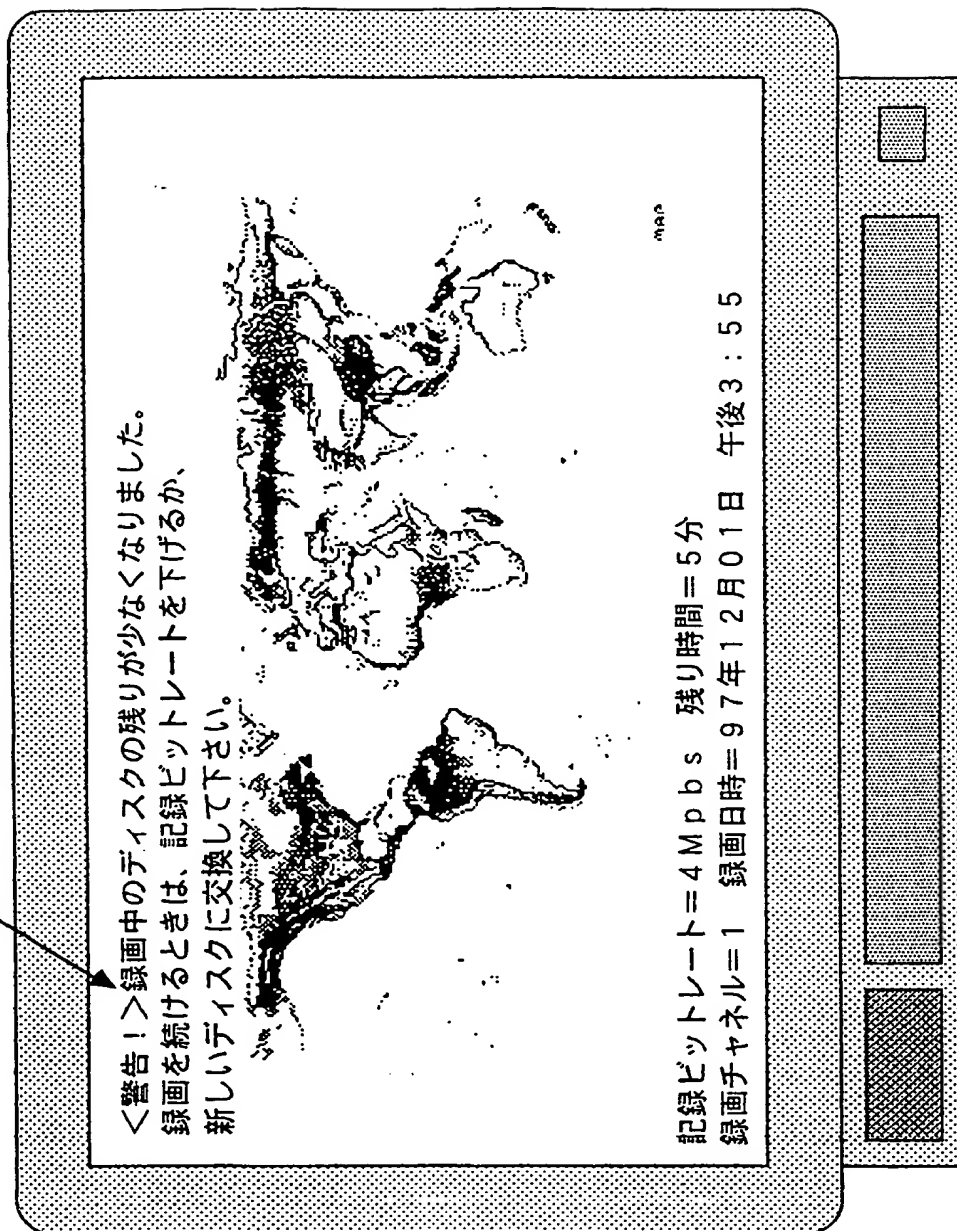 ＜警告！＞録画中のディスクの残りが少なくなりました。
録画を続けるときは、記録ビットレートを下げるか、
新しいディスクに交換して下さい。
MAP
記録ビットレート＝４Ｍｐｂｓ　残り時間＝５分
録画チャネル＝１　録画日時＝９７年１２月０１日　午後３：５５